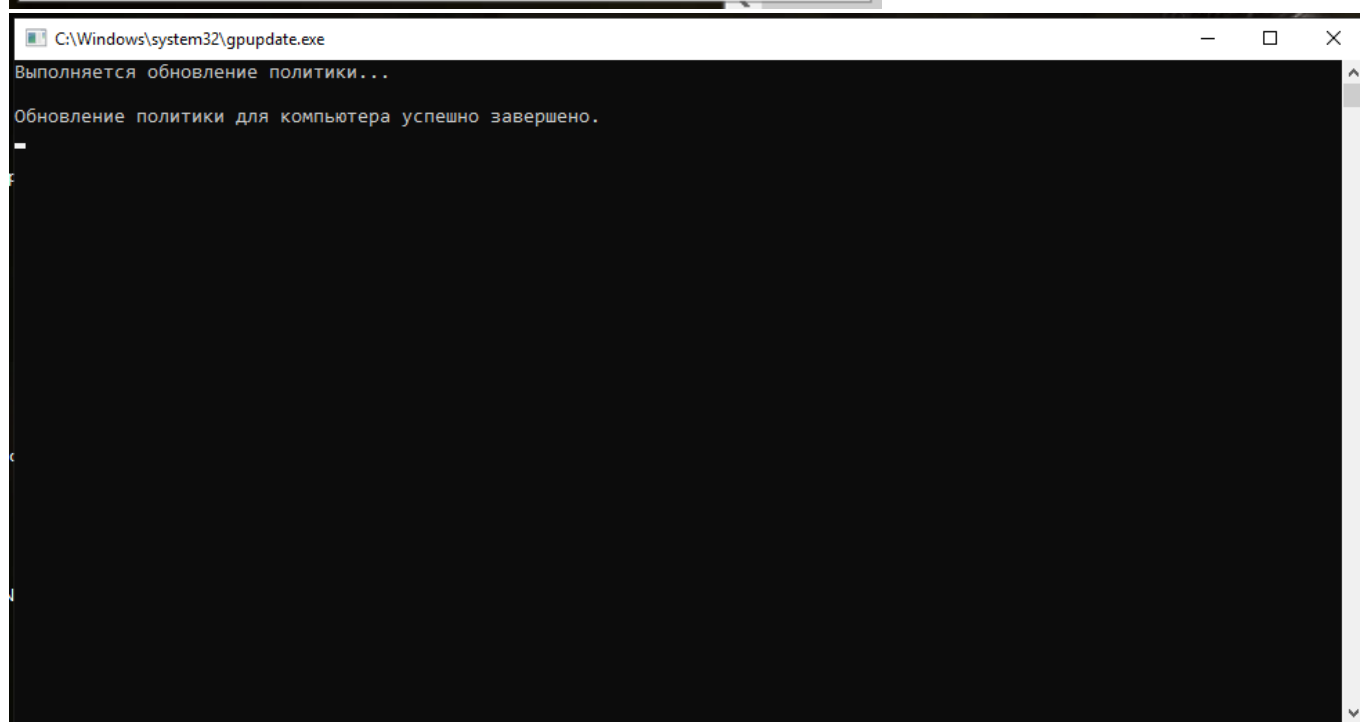 C:\Windows\system32\gpupdate.exe
Выполняется обновление политики...
Обновление политики для компьютера успешно завершено.